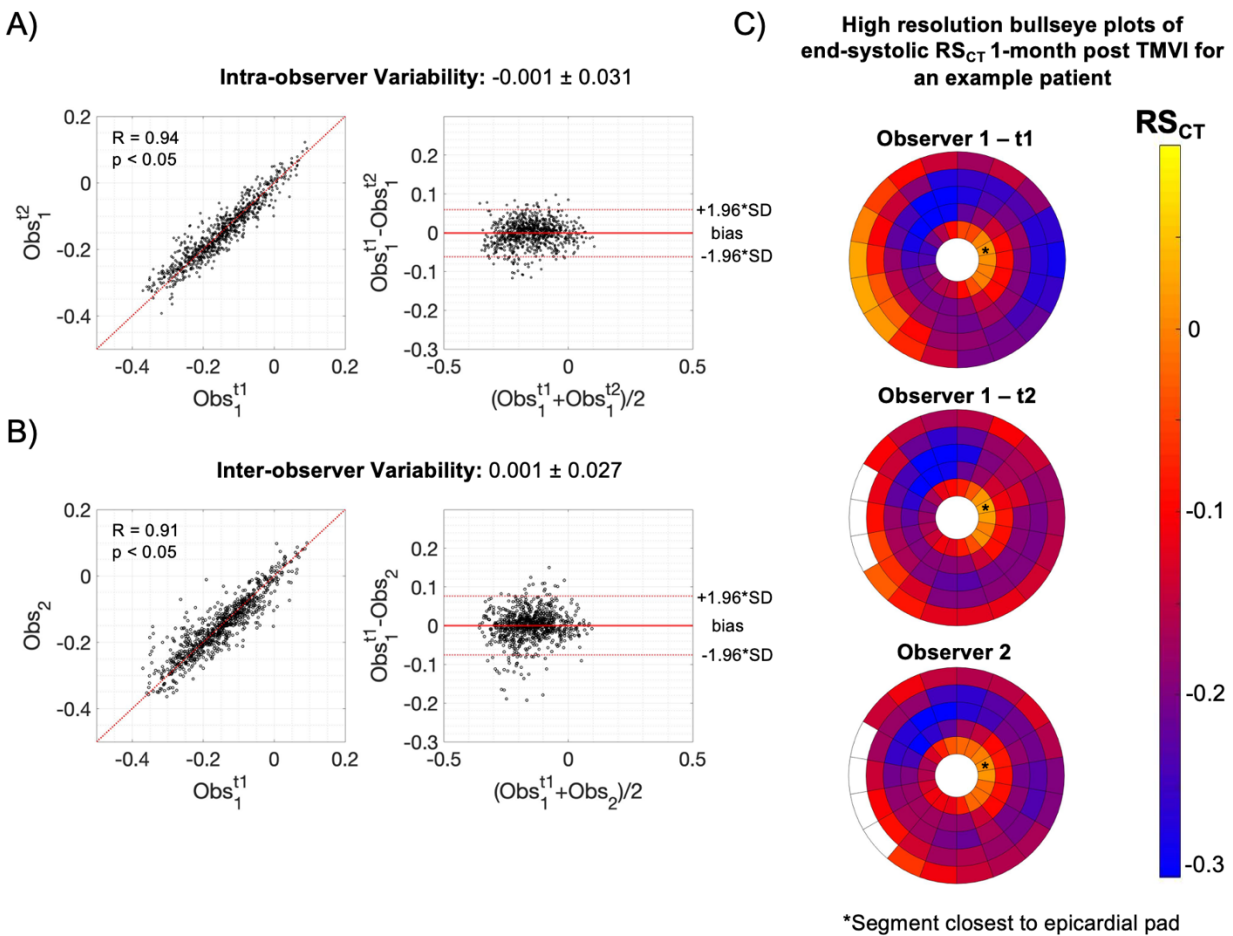 A)
Intra-observer Variability: -0.001 ± 0.031
R = 0.94
p < 0.05
0.2
0
-0.2
-0.4
-0.4 -0.2 0 0.2
Obs₁ᵗ¹
Obs₁ᵗ²
0.3
0.2
0.1
0
-0.1
-0.2
-0.3
-0.5 0 0.5
(Obs₁ᵗ¹+Obs₁ᵗ²)/2
Obs₁ᵗ¹-Obs₁ᵗ²
+1.96*SD
bias
-1.96*SD
B)
Inter-observer Variability: 0.001 ± 0.027
R = 0.91
p < 0.05
0.2
0
-0.2
-0.4
-0.4 -0.2 0 0.2
Obs₁ᵗ¹
Obs₂
0.3
0.2
0.1
0
-0.1
-0.2
-0.3
-0.5 0 0.5
(Obs₁ᵗ¹+Obs₂)/2
Obs₁ᵗ¹-Obs₂
+1.96*SD
bias
-1.96*SD
C)
High resolution bullseye plots of
end-systolic RS_CT 1-month post TMVI for
an example patient
RS_CT
Observer 1 – t1
*
Observer 1 – t2
*
Observer 2
*
0
-0.1
-0.2
-0.3
*Segment closest to epicardial pad